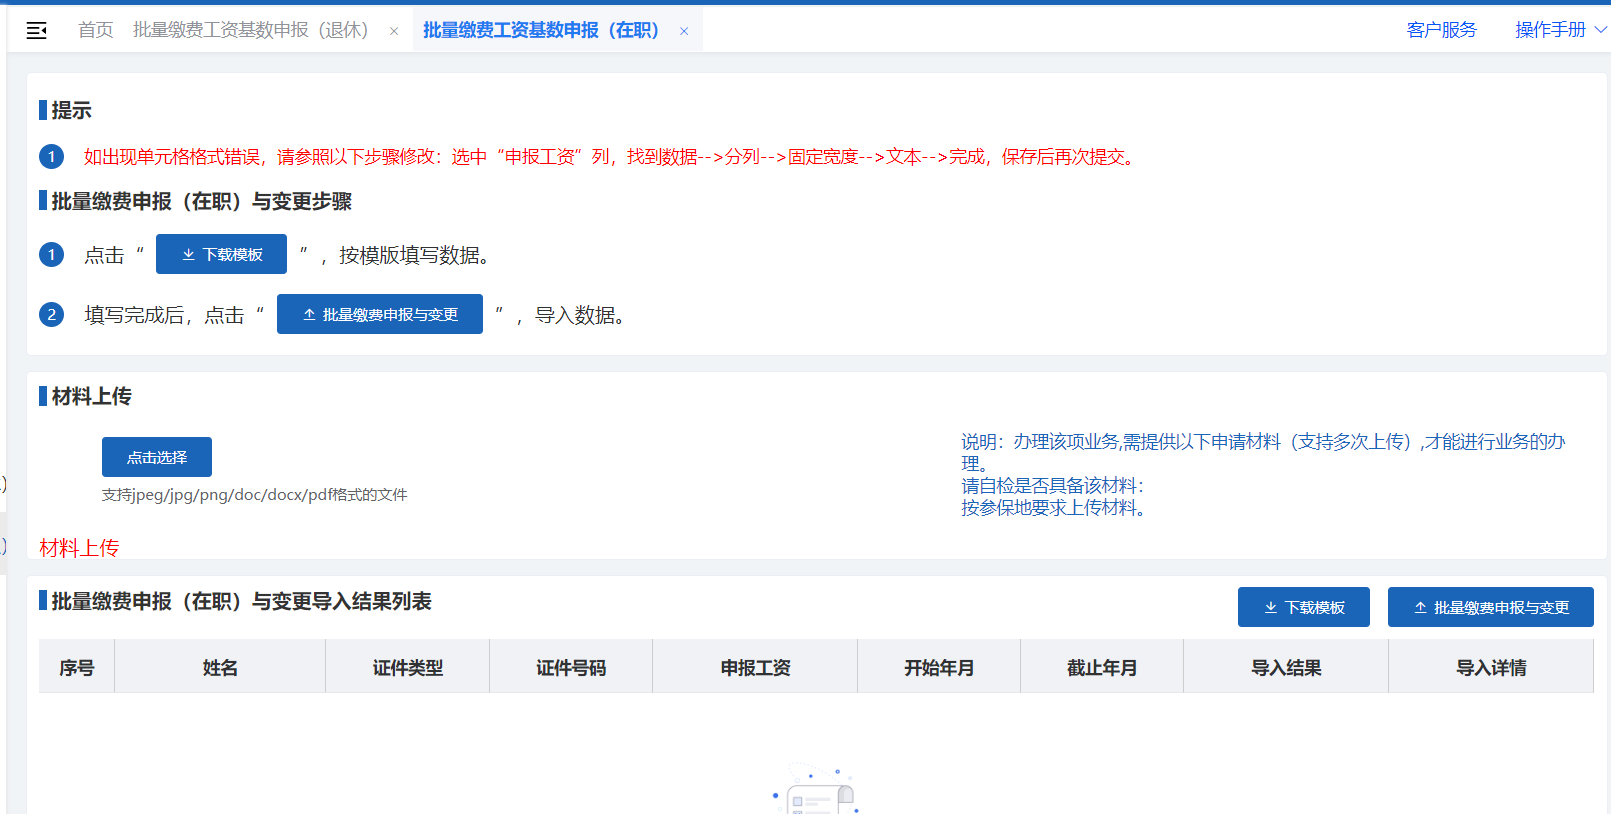 首页 批量缴费工资基数申报（退休） × 批量缴费工资基数申报（在职） × 客户服务 操作手册
提示
1 如出现单元格格式错误，请参照以下步骤修改：选中“申报工资”列，找到数据-->分列-->固定宽度-->文本-->完成，保存后再次提交。
批量缴费申报（在职）与变更步骤
1 点击“ 下载模板 ”，按模版填写数据。
2 填写完成后，点击“ 批量缴费申报与变更 ”，导入数据。
材料上传
点击选择
支持jpeg/jpg/png/doc/docx/pdf格式的文件
说明：办理该项业务,需提供以下申请材料（支持多次上传）,才能进行业务的办
理。
请自检是否具备该材料：
按参保地要求上传材料。
材料上传
批量缴费申报（在职）与变更导入结果列表 下载模板 批量缴费申报与变更
序号 姓名 证件类型 证件号码 申报工资 开始年月 截止年月 导入结果 导入详情